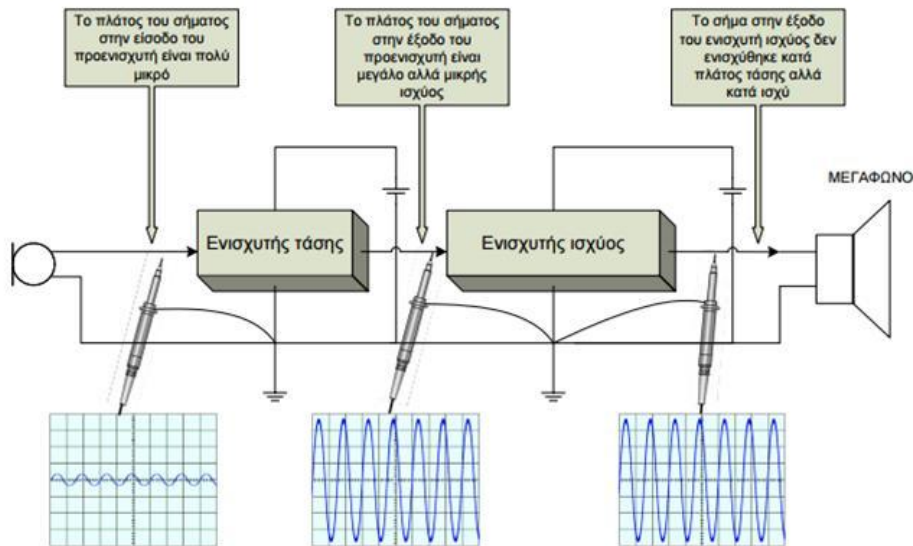 Το πλάτος του σήματος
στην είσοδο του
προενισχυτή είναι πολύ
μικρό
Το πλάτος του σήματος
στην έξοδο του
προενισχυτή είναι
μεγάλο αλλά μικρής
ισχύος
Το σήμα στην έξοδο
του ενισχυτή ισχύος δεν
ενισχύθηκε κατά
πλάτος τάσης αλλά
κατά ισχύ
ΜΕΓΑΦΩΝΟ
Ενισχυτής τάσης
Ενισχυτής ισχύος